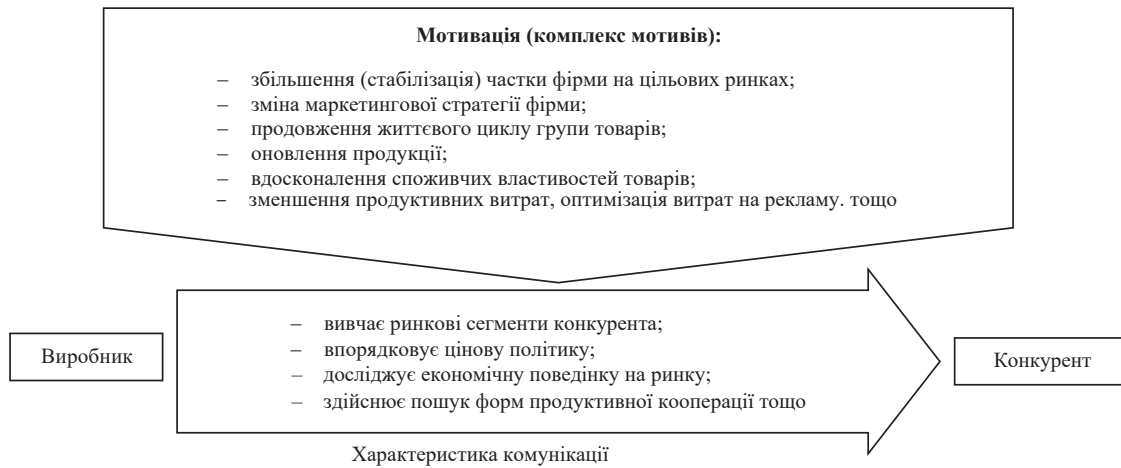 Мотивація (комплекс мотивів):
– збільшення (стабілізація) частки фірми на цільових ринках;
– зміна маркетингової стратегії фірми;
– продовження життєвого циклу групи товарів;
– оновлення продукції;
– вдосконалення споживчих властивостей товарів;
– зменшення продуктивних витрат, оптимізація витрат на рекламу. тощо
Виробник
– вивчає ринкові сегменти конкурента;
– впорядковує цінову політику;
– досліджує економічну поведінку на ринку;
– здійснює пошук форм продуктивної кооперації тощо
Конкурент
Характеристика комунікації